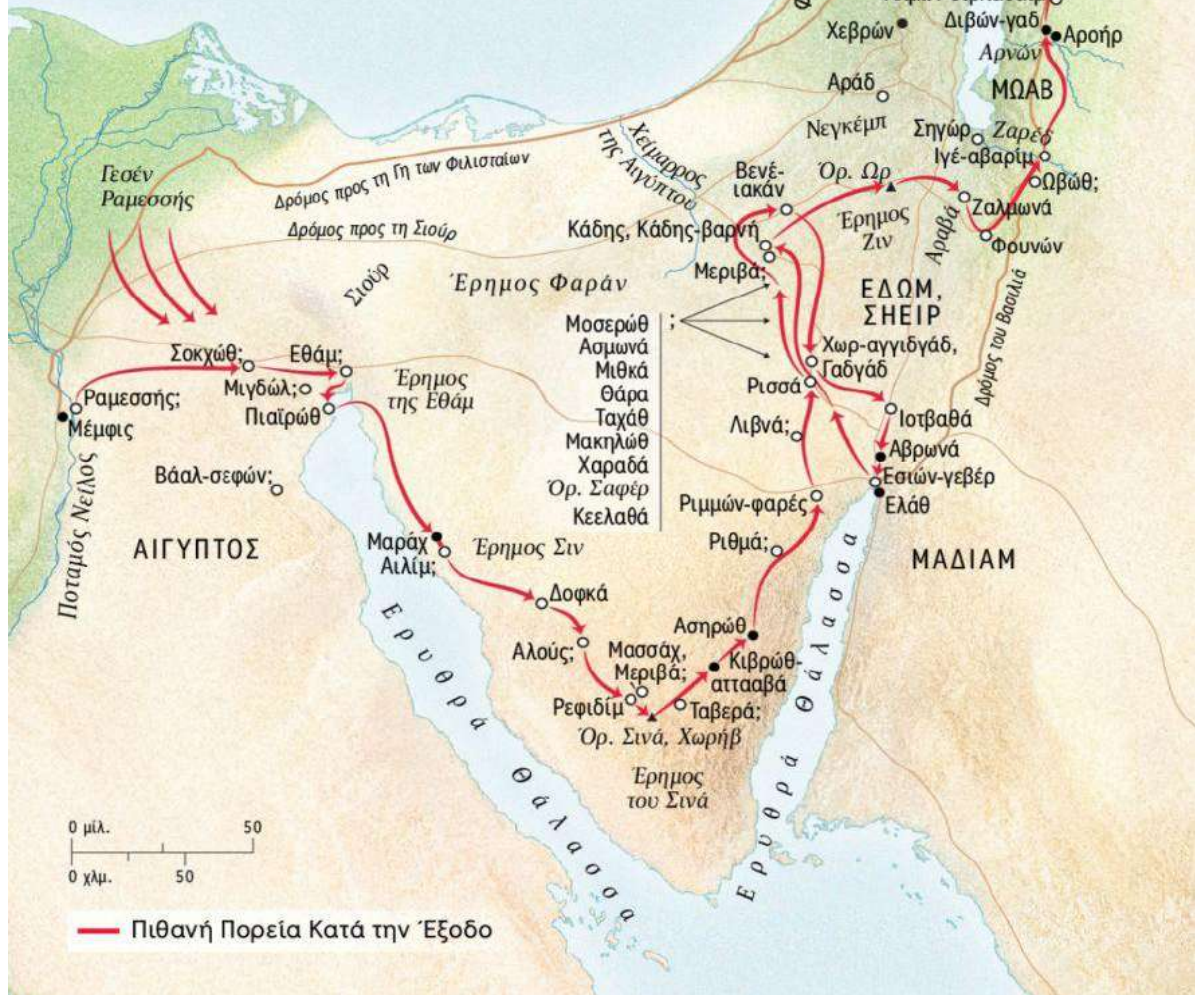 Χεβρών
Διβών-γαδ
Αροήρ
Αρνών
ΜΩΑΒ
Αράδ
Νεγκέμπ
Σηγώρ
Ζαρέδ
Ιγέ-αβαρίμ
Ωβώθ;
Χείμαρρος
της Αιγύπτου
Βενέ-
ιακάν
Όρ. Ωρ
Γεσέν
Ραμεσσής
Δρόμος προς τη Γη των Φιλισταίων
Δρόμος προς τη Σιούρ
Κάδης, Κάδης-βαρνή
Έρημος
Ζιν
Αραβά
Ζαλμωνά
Φουνών
Μεριβά;
Σιούρ
Έρημος Φαράν
ΕΔΩΜ,
ΣΗΕΙΡ
Δρόμος του Βασιλιά
Μοσερώθ ;
Ασμωνά
Μιθκά
Θάρα
Ταχάθ
Μακηλώθ
Χαραδά
Όρ. Σαφέρ
Κεελαθά
Χωρ-αγγιδγάδ,
Γαδγάδ
Ρισσά
Σοκχώθ;
Εθάμ;
Μιγδώλ;
Έρημος
της Εθάμ
Ραμεσσής;
Πιαϊρώθ
Μέμφις
Λιβνά;
Ιοτβαθά
Αβρωνά
Εσιών-γεβέρ
Ελάθ
Βάαλ-σεφών;
Ποταμός Νείλος
ΑΙΓΥΠΤΟΣ
Ριμμών-φαρές
Μαράχ
Αιλίμ;
Έρημος Σιν
Ριθμά;
ΜΑΔΙΑΜ
Δοφκά
Ασηρώθ
Αλούς;
Μασσάχ,
Μεριβά;
Κιβρώθ-
αττααβά
Ρεφιδίμ
Ταβερά;
Όρ. Σινά, Χωρήβ
Έρημος
του Σινά
Ερυθρά Θάλασσα
Ερυθρά Θάλασσα
0 μίλ. 50
0 χλμ. 50
Πιθανή Πορεία Κατά την Έξοδο